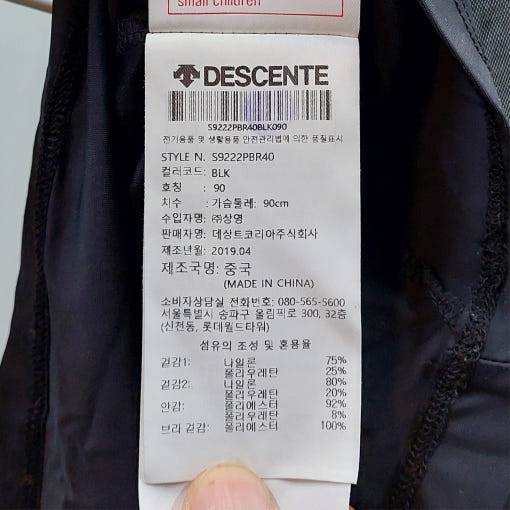 small children
DESCENTE
S9222PBR40BLK090
전기용품 및 생활용품 안전관리법에 의한 품질표시
STYLE N. S9222PBR40
컬러코드: BLK
호칭 : 90
치수 : 가슴둘레: 90cm
수입자명: ㈜상영
판매자명: 데상트코리아주식회사
제조년월: 2019.04
제조국명: 중국
(MADE IN CHINA)
소비자상담실 전화번호: 080-565-5600
서울특별시 송파구 올림픽로 300, 32층
(신천동, 롯데월드타워)
섬유의 조성 및 혼용율
겉감1: 나일론 75%
폴리우레탄 25%
겉감2: 나일론 80%
폴리우레탄 20%
안감: 폴리에스터 92%
폴리우레탄 8%
브리 겉감: 폴리에스터 100%